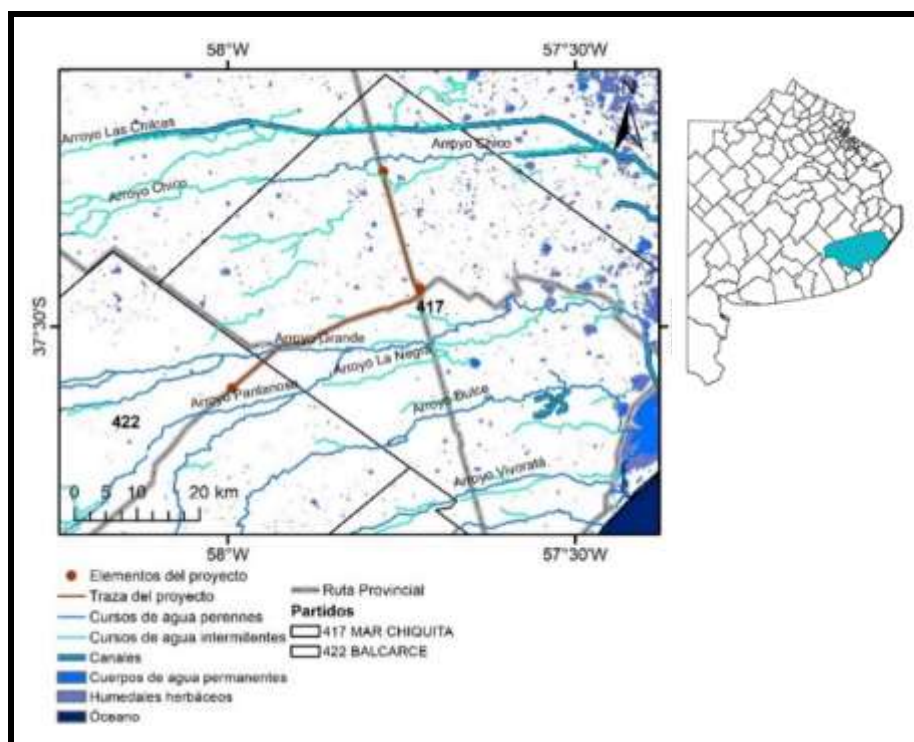 58°W
57°30'W
N
Arroyo Las Chilcas
Arroyo Chico
Arroyo Chico
37°30'S
417
Arroyo Grande
Arroyo La Negra
Arroyo Pantanoso
Arroyo Dulce
422
Arroyo Vivoratá
0 5 10 20 km
58°W
57°30'W
Elementos del proyecto
Traza del proyecto
Cursos de agua perennes
Cursos de agua intermitentes
Canales
Cuerpos de agua permanentes
Humedales herbáceos
Óceano
Ruta Provincial
Partidos
417 MAR CHIQUITA
422 BALCARCE